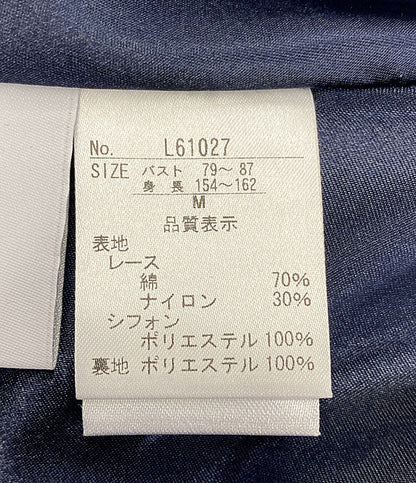 No. L61027
SIZE バスト 79～ 87
身 長 154～162
M
品質表示
表地
レース
綿 70%
ナイロン 30%
シフォン
ポリエステル 100%
裏地 ポリエステル 100%